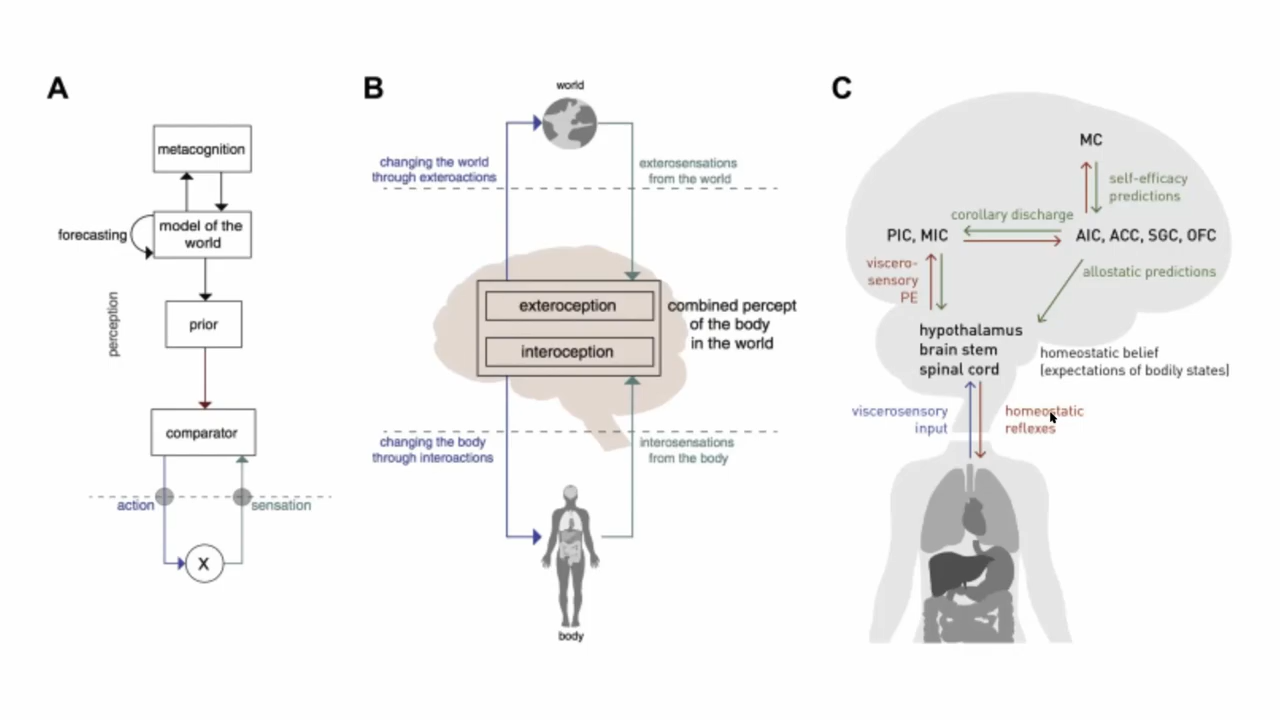 A
metacognition
forecasting
model of the
world
perception
prior
comparator
action
sensation
X
B
world
changing the world
through exteroactions
exterosensations
from the world
exteroception
interoception
combined percept
of the body
in the world
changing the body
through interoactions
interosensations
from the body
body
C
MC
self-efficacy
predictions
corollary discharge
PIC, MIC
AIC, ACC, SGC, OFC
viscero-
sensory
PE
allostatic predictions
hypothalamus
brain stem
spinal cord
homeostatic belief
(expectations of bodily states)
viscerosensory
input
homeostatic
reflexes